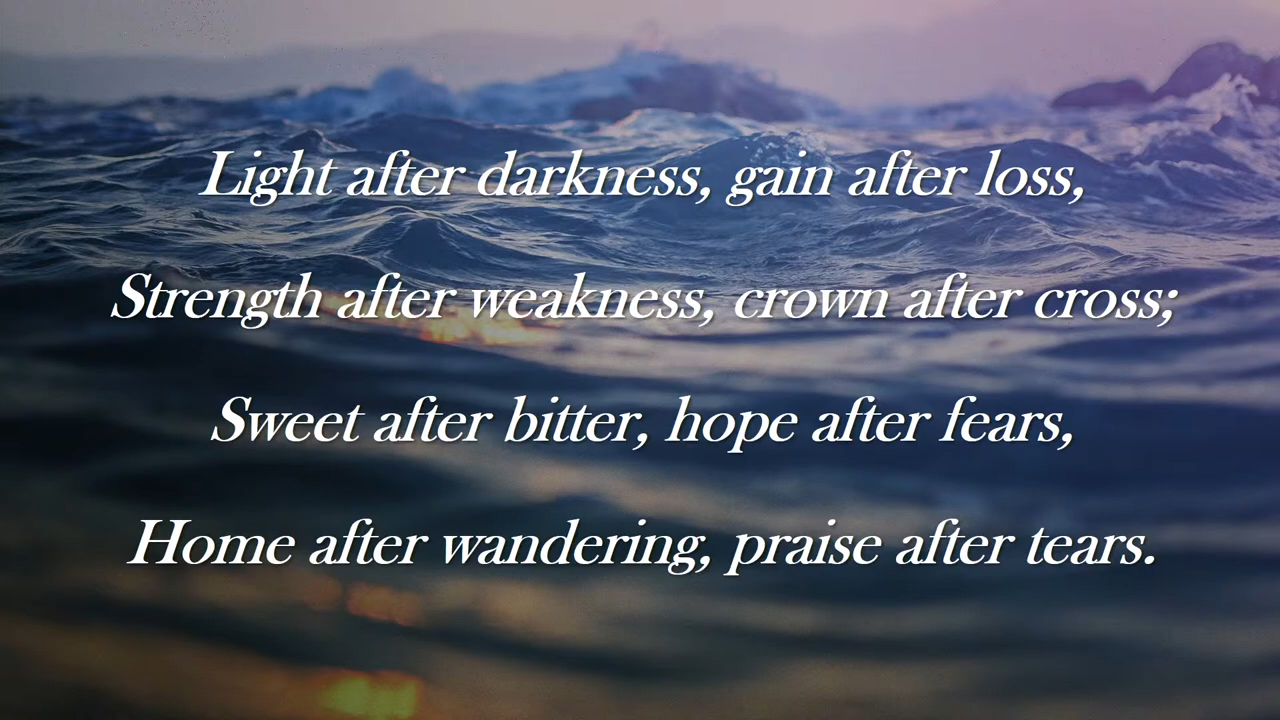 Light after darkness, gain after loss,
Strength after weakness, crown after cross;
Sweet after bitter, hope after fears,
Home after wandering, praise after tears.